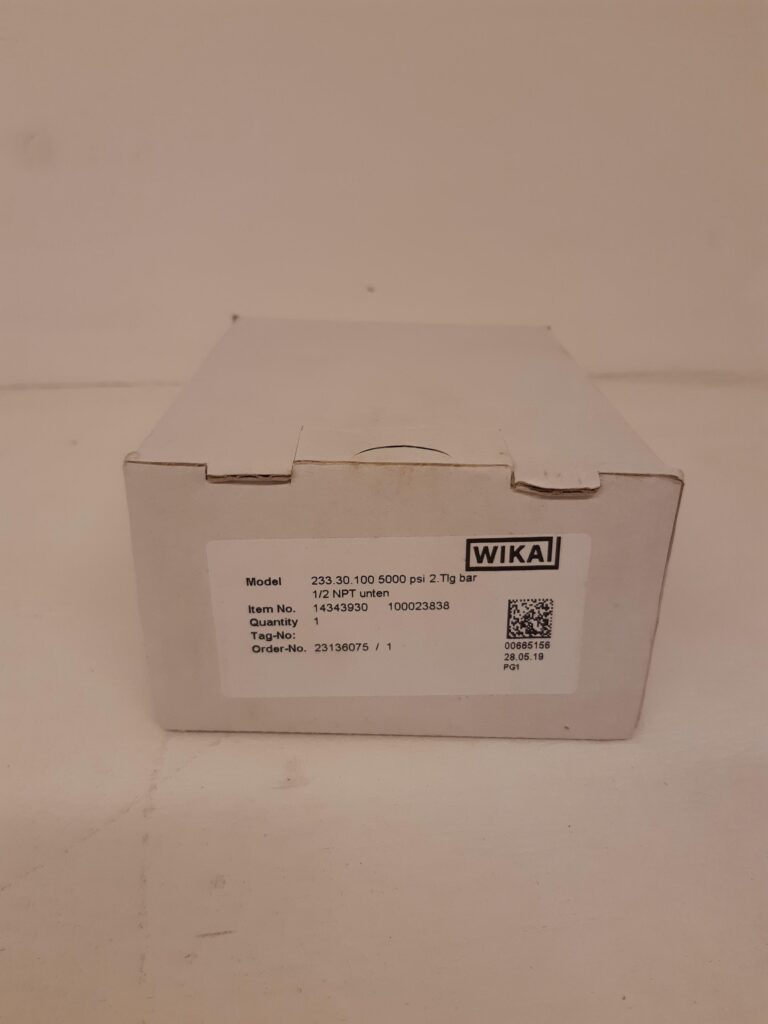 WIKA
Model 233.30.100 5000 psi 2.Tlg bar
1/2 NPT unten
Item No. 14343930 100023838
Quantity 1
Tag-No:
Order-No. 23136075 / 1
00665156
28.05.19
PG1